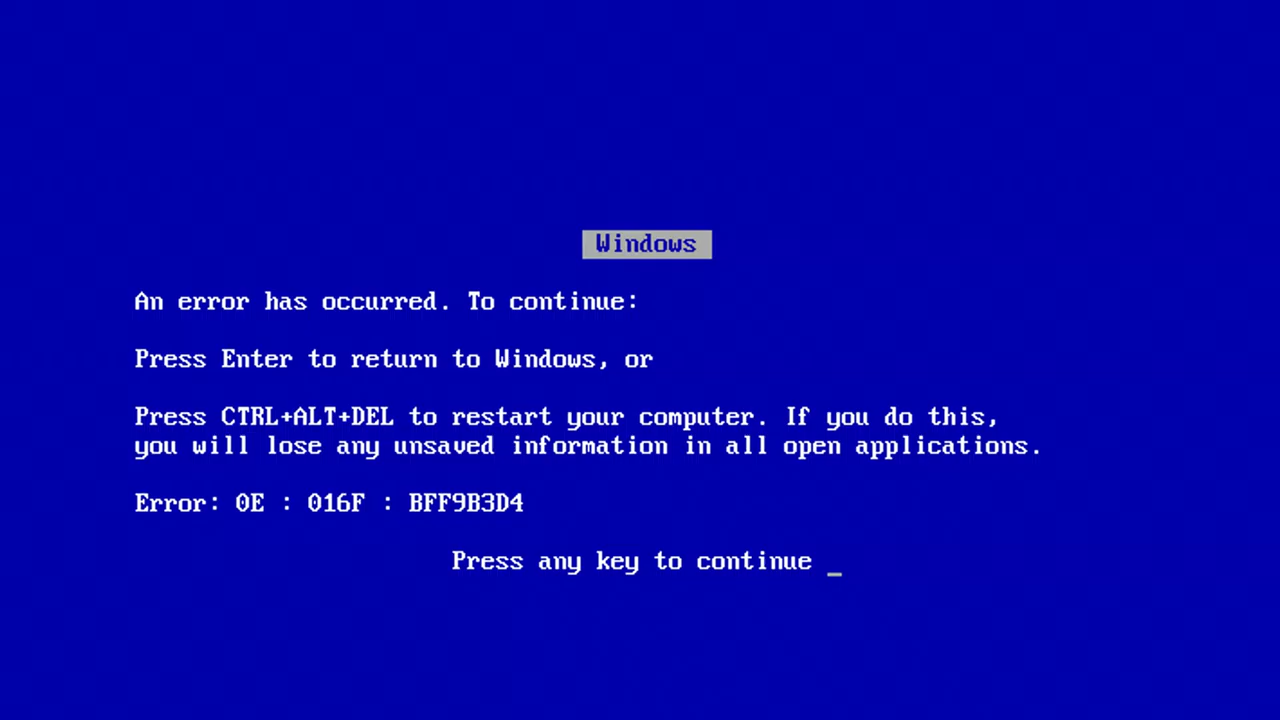 Windows
An error has occurred. To continue:
Press Enter to return to Windows, or
Press CTRL+ALT+DEL to restart your computer. If you do this,
you will lose any unsaved information in all open applications.
Error: 0E : 016F : BFF9B3D4
Press any key to continue _